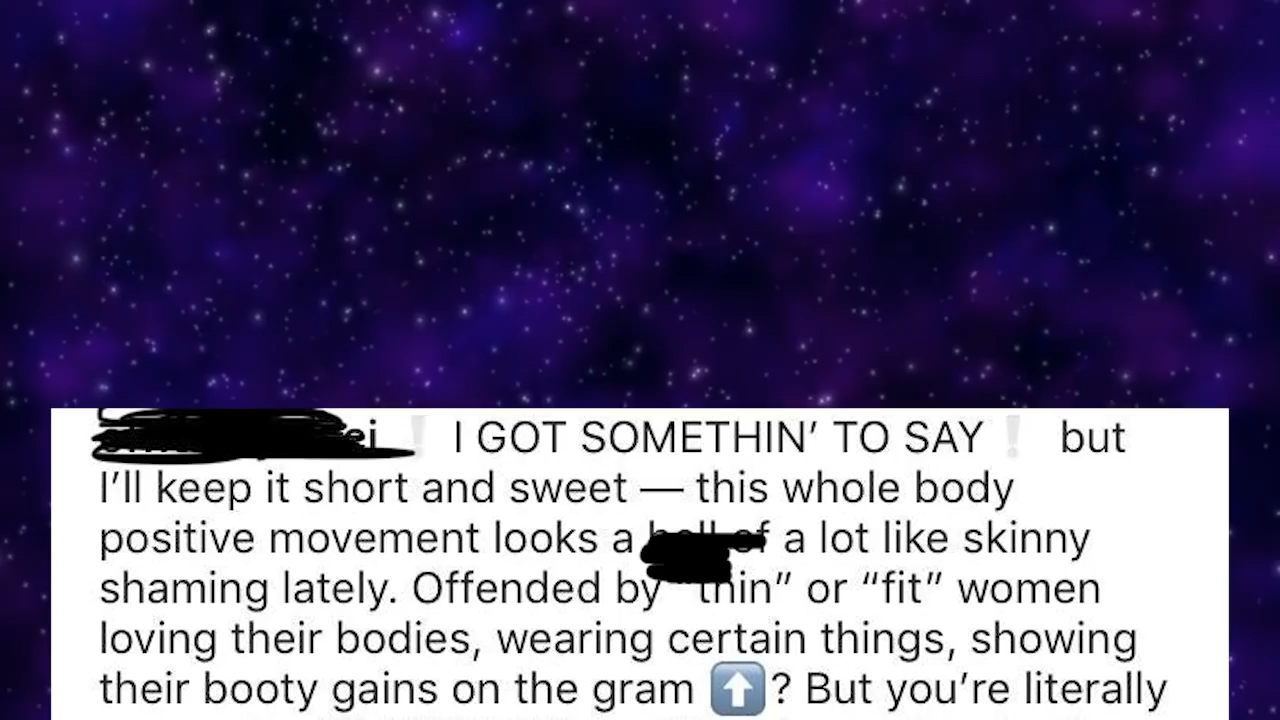 ❕ I GOT SOMETHIN’ TO SAY ❕ but
I’ll keep it short and sweet — this whole body
positive movement looks a hell of a lot like skinny
shaming lately. Offended by “thin” or “fit” women
loving their bodies, wearing certain things, showing
their booty gains on the gram ⬆️? But you’re literally